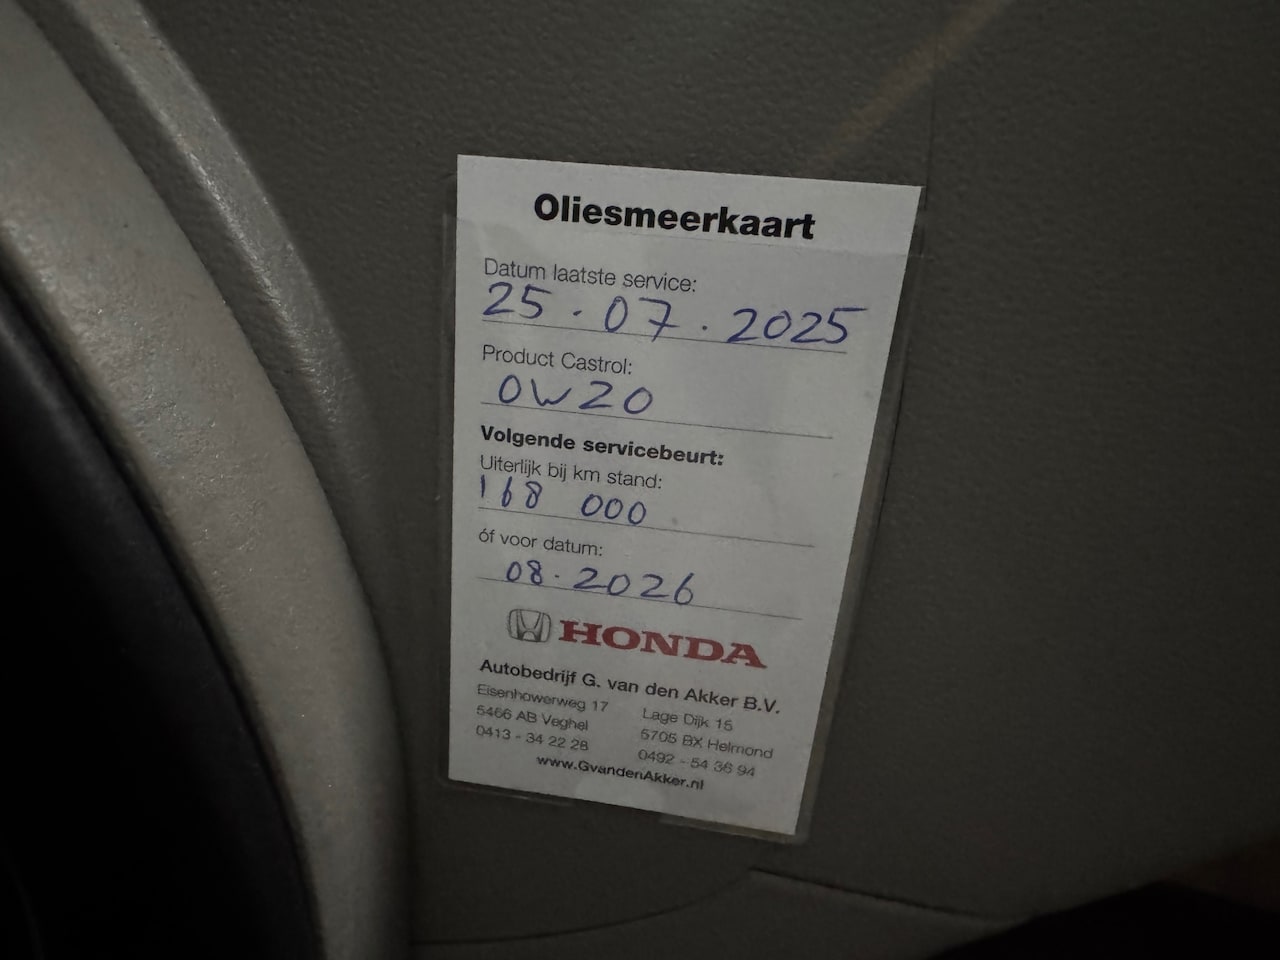 Oliesmeerkaart
Datum laatste service:
25 . 07 . 2025
Product Castrol:
0W20
Volgende servicebeurt:
Uiterlijk bij km stand:
168 000
óf voor datum:
08 . 2026
HONDA
Autobedrijf G. van den Akker B.V.
Eisenhowerweg 17 Lage Dijk 15
5466 AB Veghel 5705 BX Helmond
0413 - 34 22 28 0492 - 54 36 94
www.GvandenAkker.nl